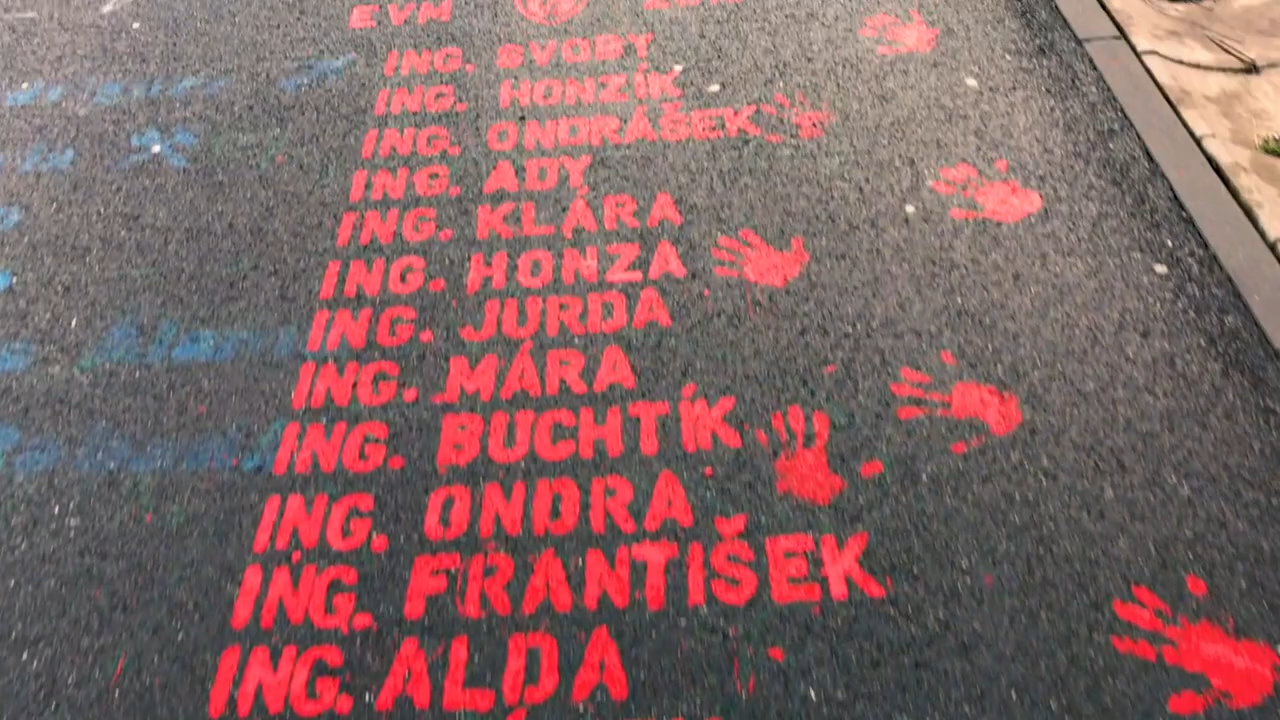 EVM
ING. SVOBY
ING. HONZÍK
ING. ONDRÁŠEK
ING. ADY
ING. KLÁRA
ING. HONZA
ING. JURDA
ING. MÁRA
ING. BUCHTÍK
ING. ONDRA
ING. FRANTIŠEK
ING. ALDA